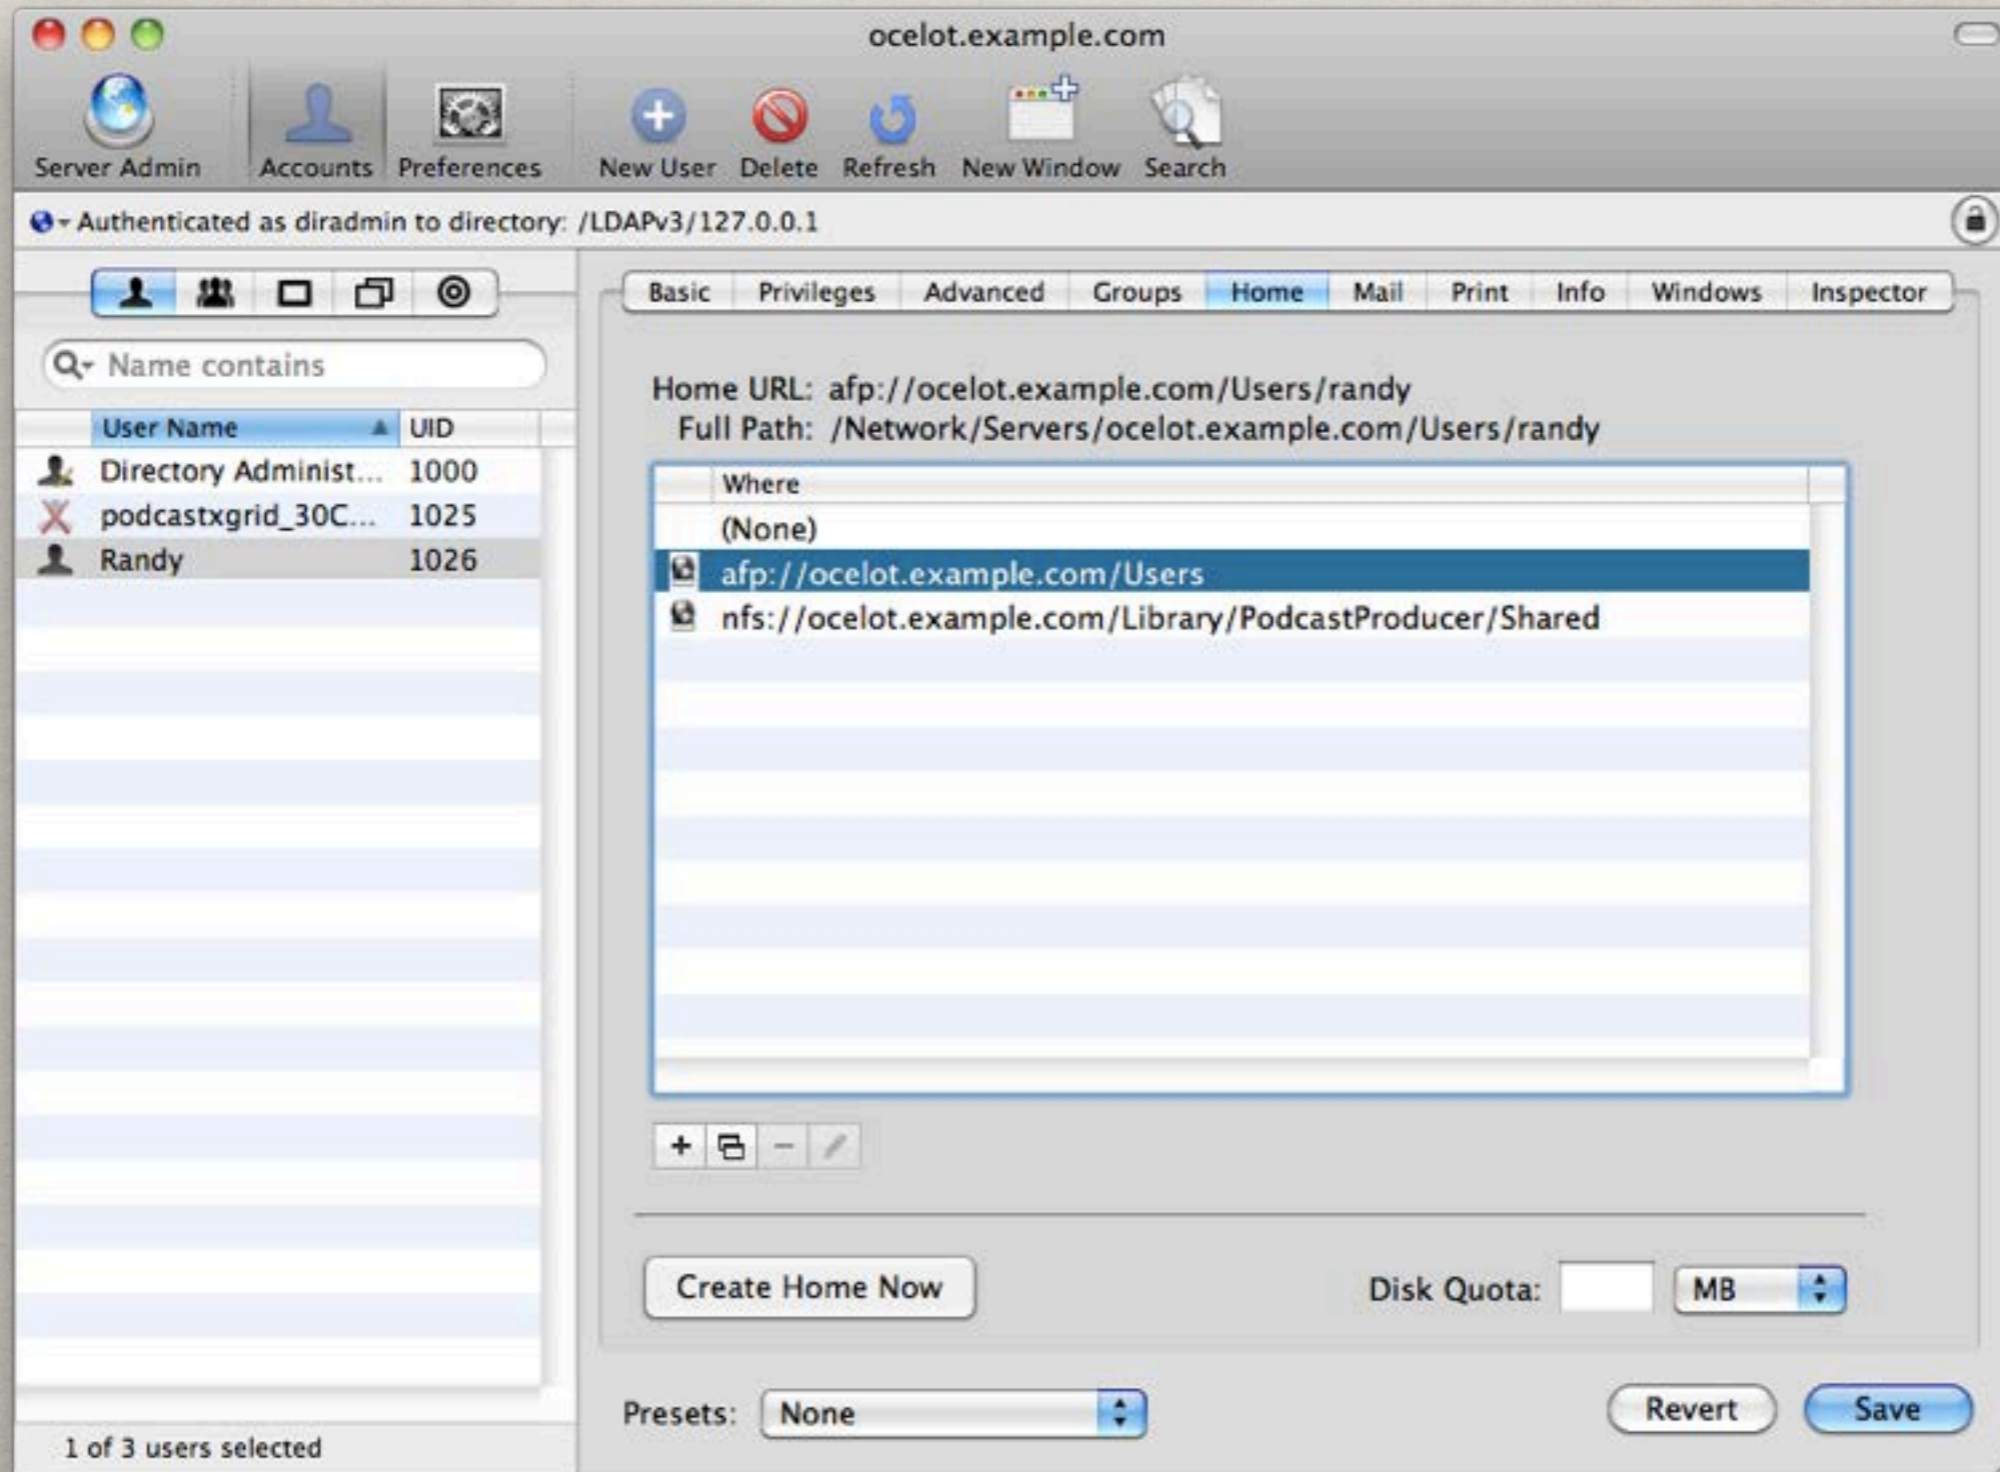 ocelot.example.com
Server Admin Accounts Preferences New User Delete Refresh New Window Search
Authenticated as diradmin to directory: /LDAPv3/127.0.0.1
Basic Privileges Advanced Groups Home Mail Print Info Windows Inspector
Name contains
User Name UID
Directory Administ... 1000
podcastxgrid_30C... 1025
Randy 1026
1 of 3 users selected
Home URL: afp://ocelot.example.com/Users/randy
Full Path: /Network/Servers/ocelot.example.com/Users/randy
Where
(None)
afp://ocelot.example.com/Users
nfs://ocelot.example.com/Library/PodcastProducer/Shared
Create Home Now
Disk Quota: MB
Presets: None
Revert Save